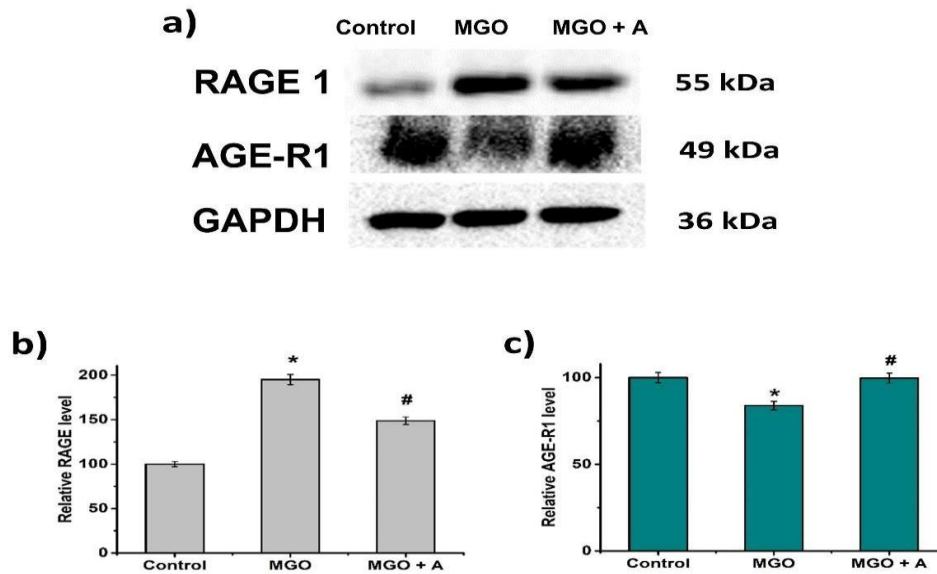 a)
Control MGO MGO + A
RAGE 1 55 kDa
AGE-R1 49 kDa
GAPDH 36 kDa
b)
*
#
Relative RAGE level
200
150
100
50
0
Control MGO MGO + A
c)
*
#
Relative AGE-R1 level
100
50
0
Control MGO MGO + A